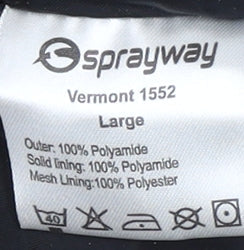 sprayway
Vermont 1552
Large
Outer: 100% Polyamide
Solid lining: 100% Polyamide
Mesh Lining:100% Polyester
40